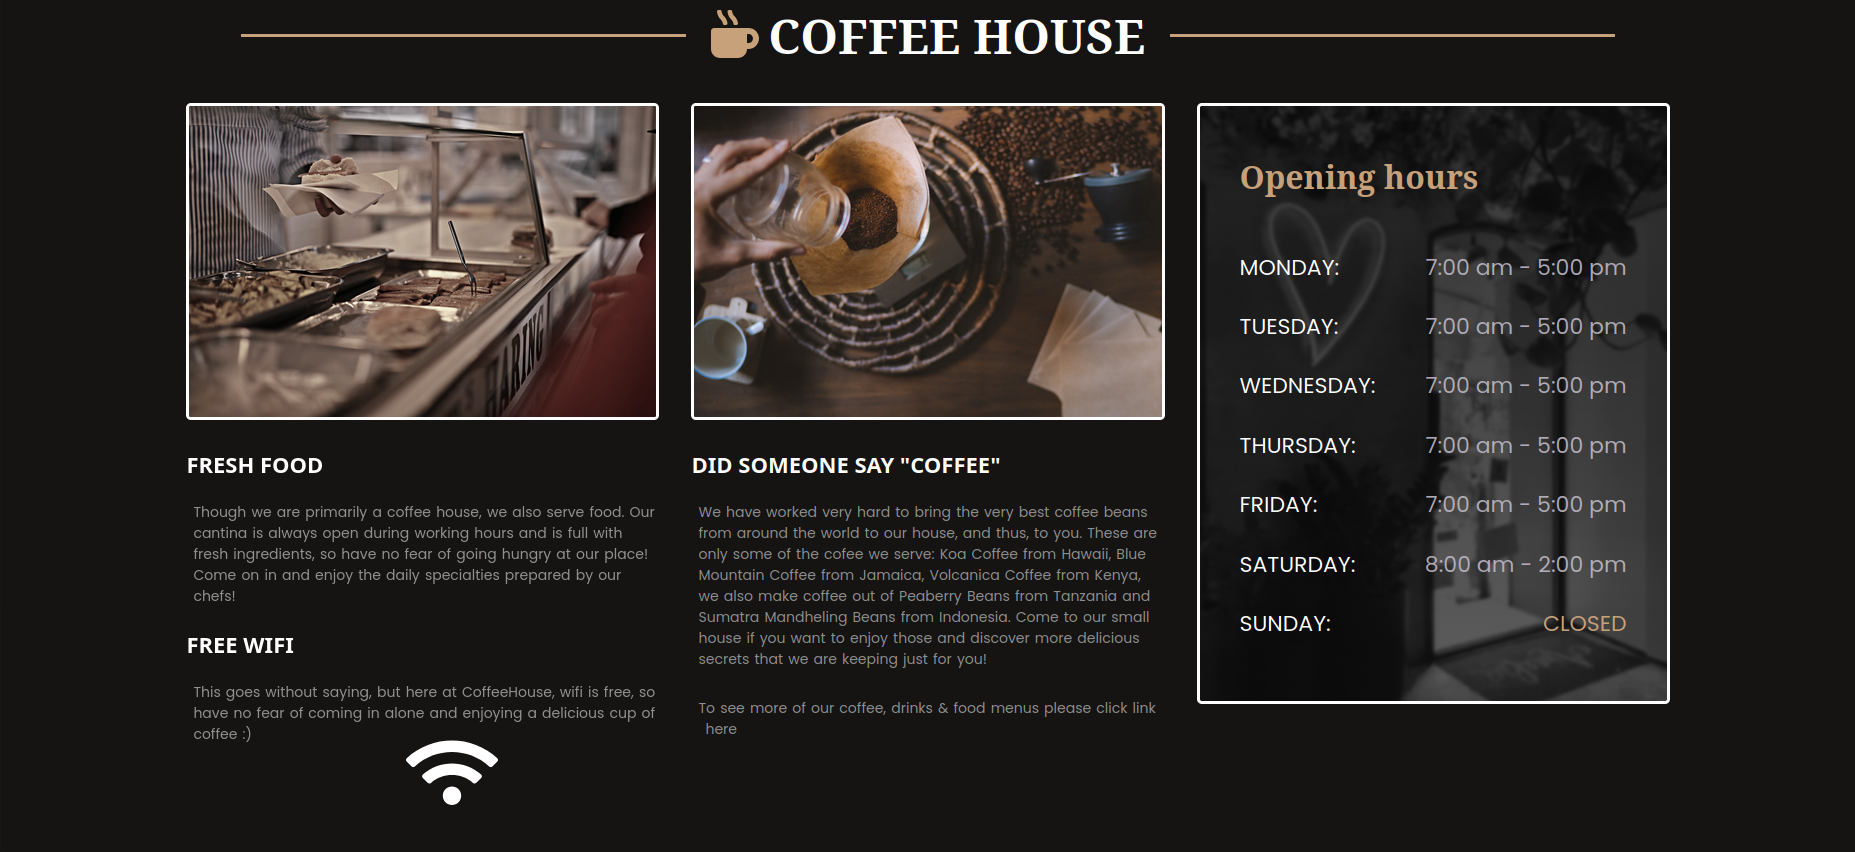 COFFEE HOUSE
ARING
FRESH FOOD
Though we are primarily a coffee house, we also serve food. Our
cantina is always open during working hours and is full with
fresh ingredients, so have no fear of going hungry at our place!
Come on in and enjoy the daily specialties prepared by our
chefs!
FREE WIFI
This goes without saying, but here at CoffeeHouse, wifi is free, so
have no fear of coming in alone and enjoying a delicious cup of
coffee :)
DID SOMEONE SAY "COFFEE"
We have worked very hard to bring the very best coffee beans
from around the world to our house, and thus, to you. These are
only some of the cofee we serve: Koa Coffee from Hawaii, Blue
Mountain Coffee from Jamaica, Volcanica Coffee from Kenya,
we also make coffee out of Peaberry Beans from Tanzania and
Sumatra Mandheling Beans from Indonesia. Come to our small
house if you want to enjoy those and discover more delicious
secrets that we are keeping just for you!
To see more of our coffee, drinks & food menus please click link
here
Opening hours
MONDAY: 7:00 am - 5:00 pm
TUESDAY: 7:00 am - 5:00 pm
WEDNESDAY: 7:00 am - 5:00 pm
THURSDAY: 7:00 am - 5:00 pm
FRIDAY: 7:00 am - 5:00 pm
SATURDAY: 8:00 am - 2:00 pm
SUNDAY: CLOSED